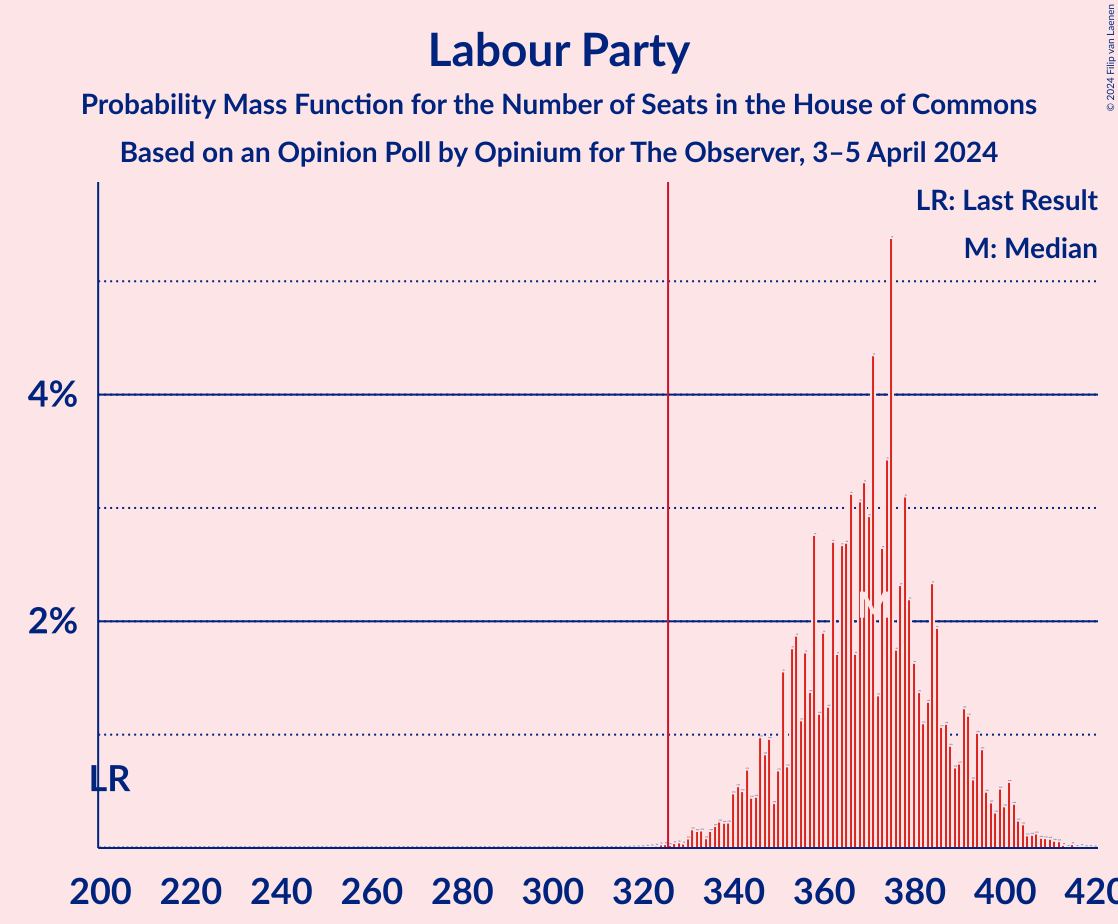 Labour Party
Probability Mass Function for the Number of Seats in the House of Commons
Based on an Opinion Poll by Opinium for The Observer, 3–5 April 2024
© 2024 Filip van Laenen
LR: Last Result
M: Median
4%
2%
M
LR
200 220 240 260 280 300 320 340 360 380 400 420